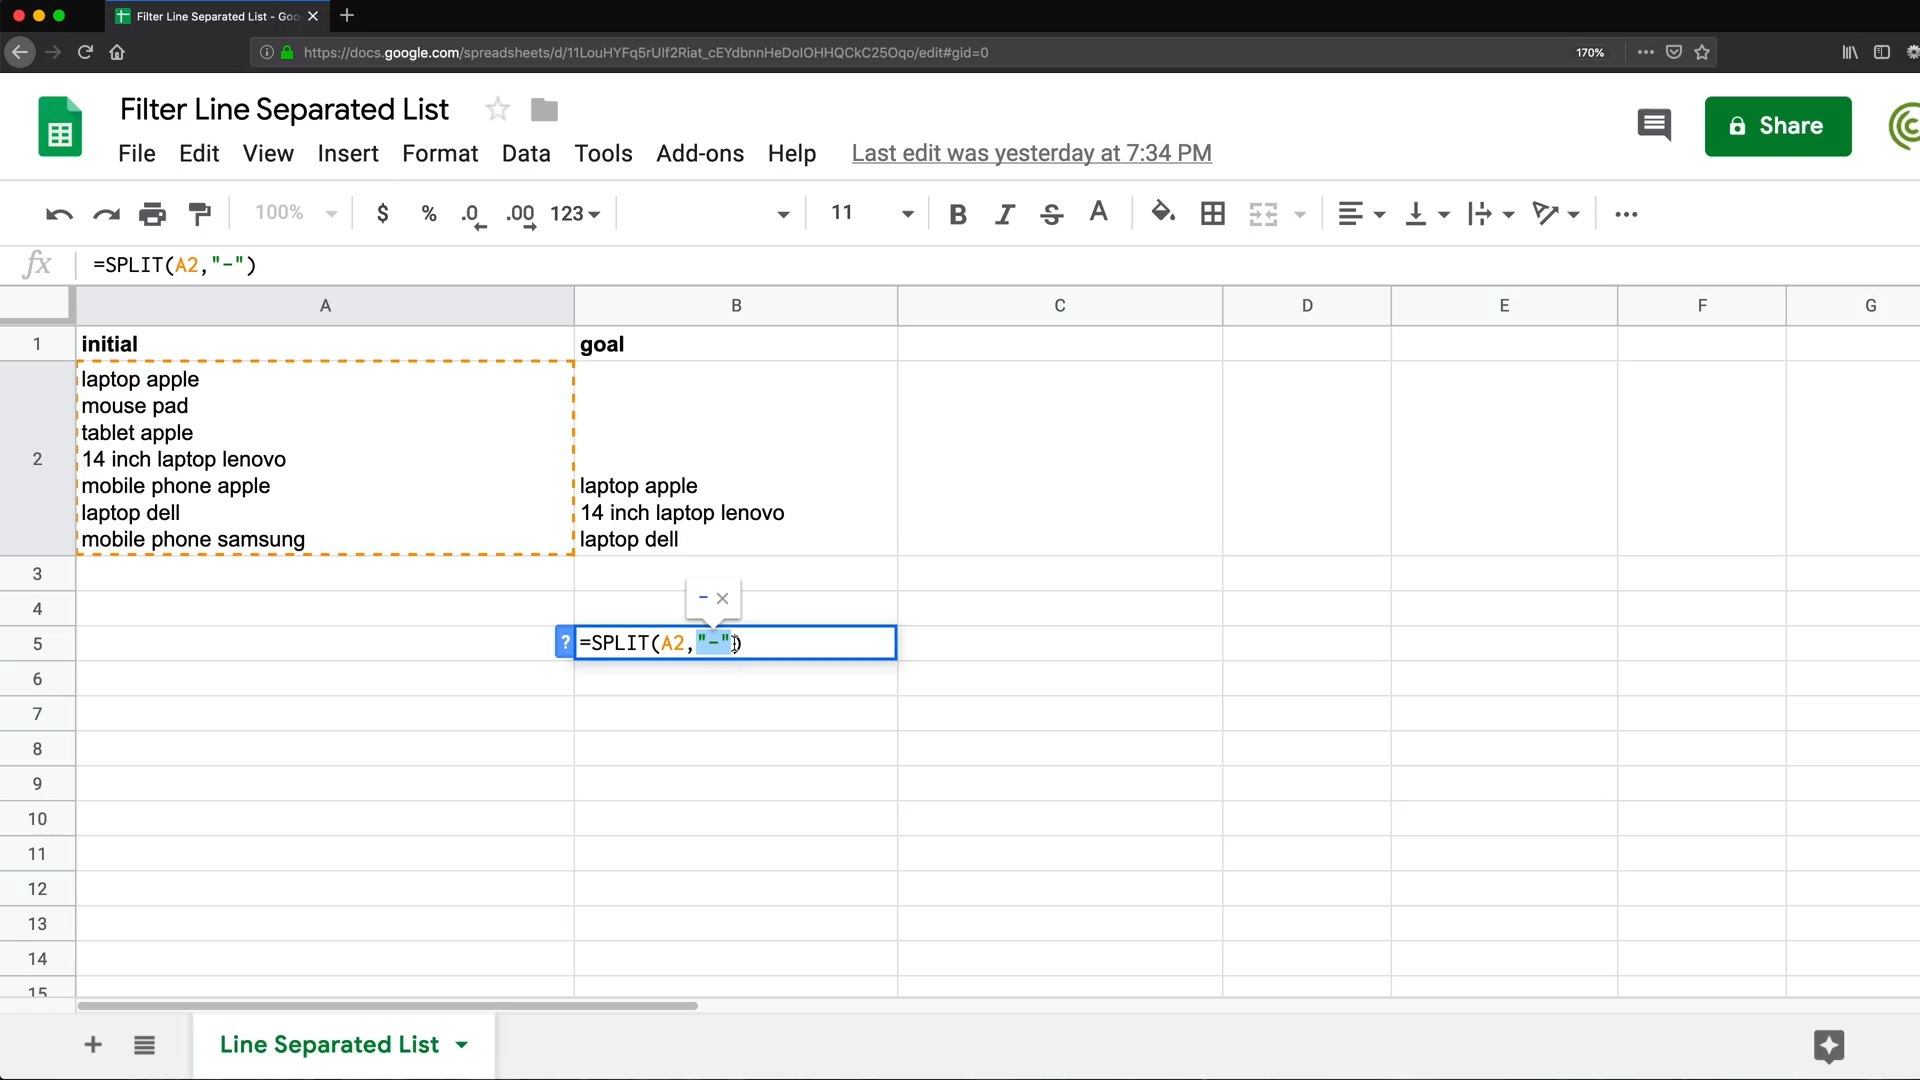 Filter Line Separated List - Goo
https://docs.google.com/spreadsheets/d/11LouHYFq5rUlf2Riat_cEYdbnnHeDoIOHHQCkC25Oqo/edit#gid=0
170%
Filter Line Separated List
Share
File Edit View Insert Format Data Tools Add-ons Help Last edit was yesterday at 7:34 PM
100% $ % .0 .00 123 11 B I S A
fx =SPLIT(A2,"-")
A B C D E F G
1 initial goal
laptop apple
mouse pad
tablet apple
2 14 inch laptop lenovo
mobile phone apple laptop apple
laptop dell 14 inch laptop lenovo
mobile phone samsung laptop dell
3
- ×
4
5 ? =SPLIT(A2,"-")
6
7
8
9
10
11
12
13
14
15
Line Separated List